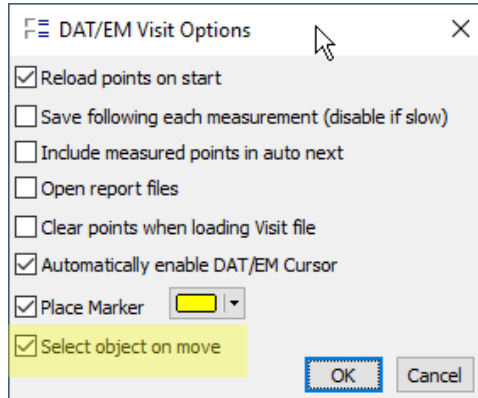 DAT/EM Visit Options
Reload points on start
Save following each measurement (disable if slow)
Include measured points in auto next
Open report files
Clear points when loading Visit file
Automatically enable DAT/EM Cursor
Place Marker
Select object on move
OK Cancel